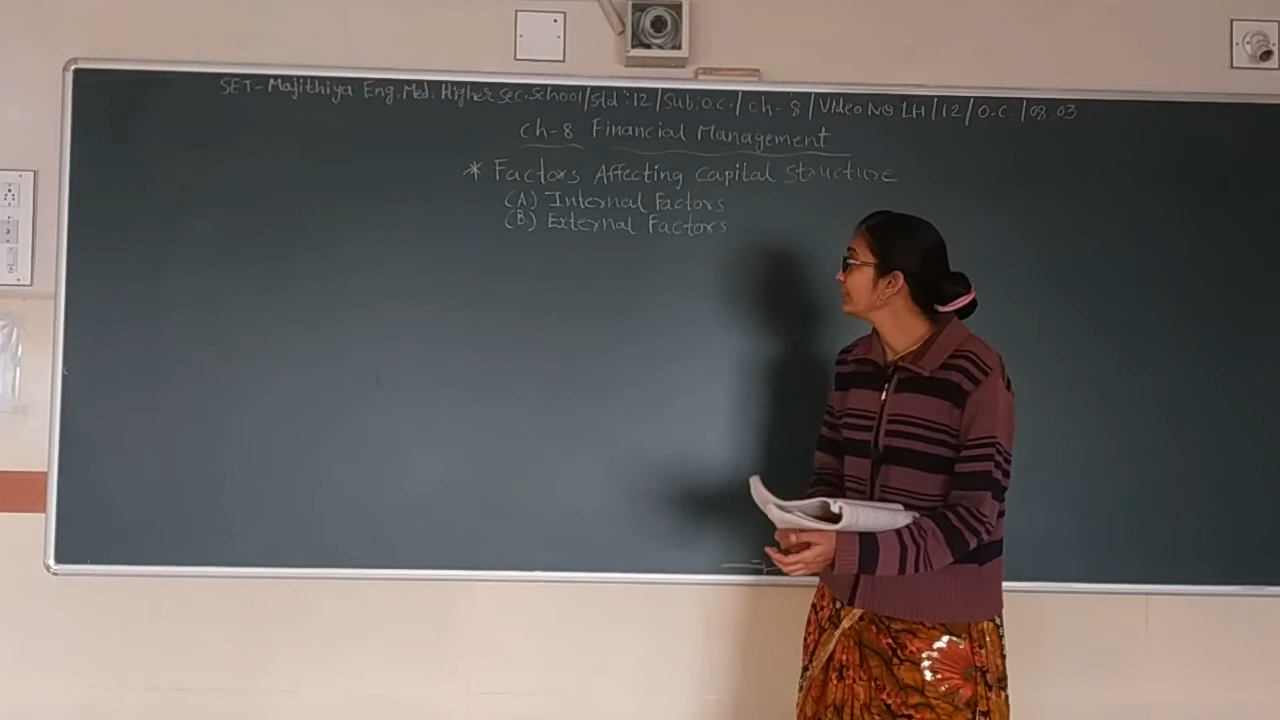 SET-Majithiya Eng.Med. Higher Sec. School/Std:12/Sub:O.C./Ch-8/Video No LH/12/O.C./08.03
Ch-8 Financial Management
* Factors Affecting Capital Structure
(A) Internal Factors
(B) External Factors